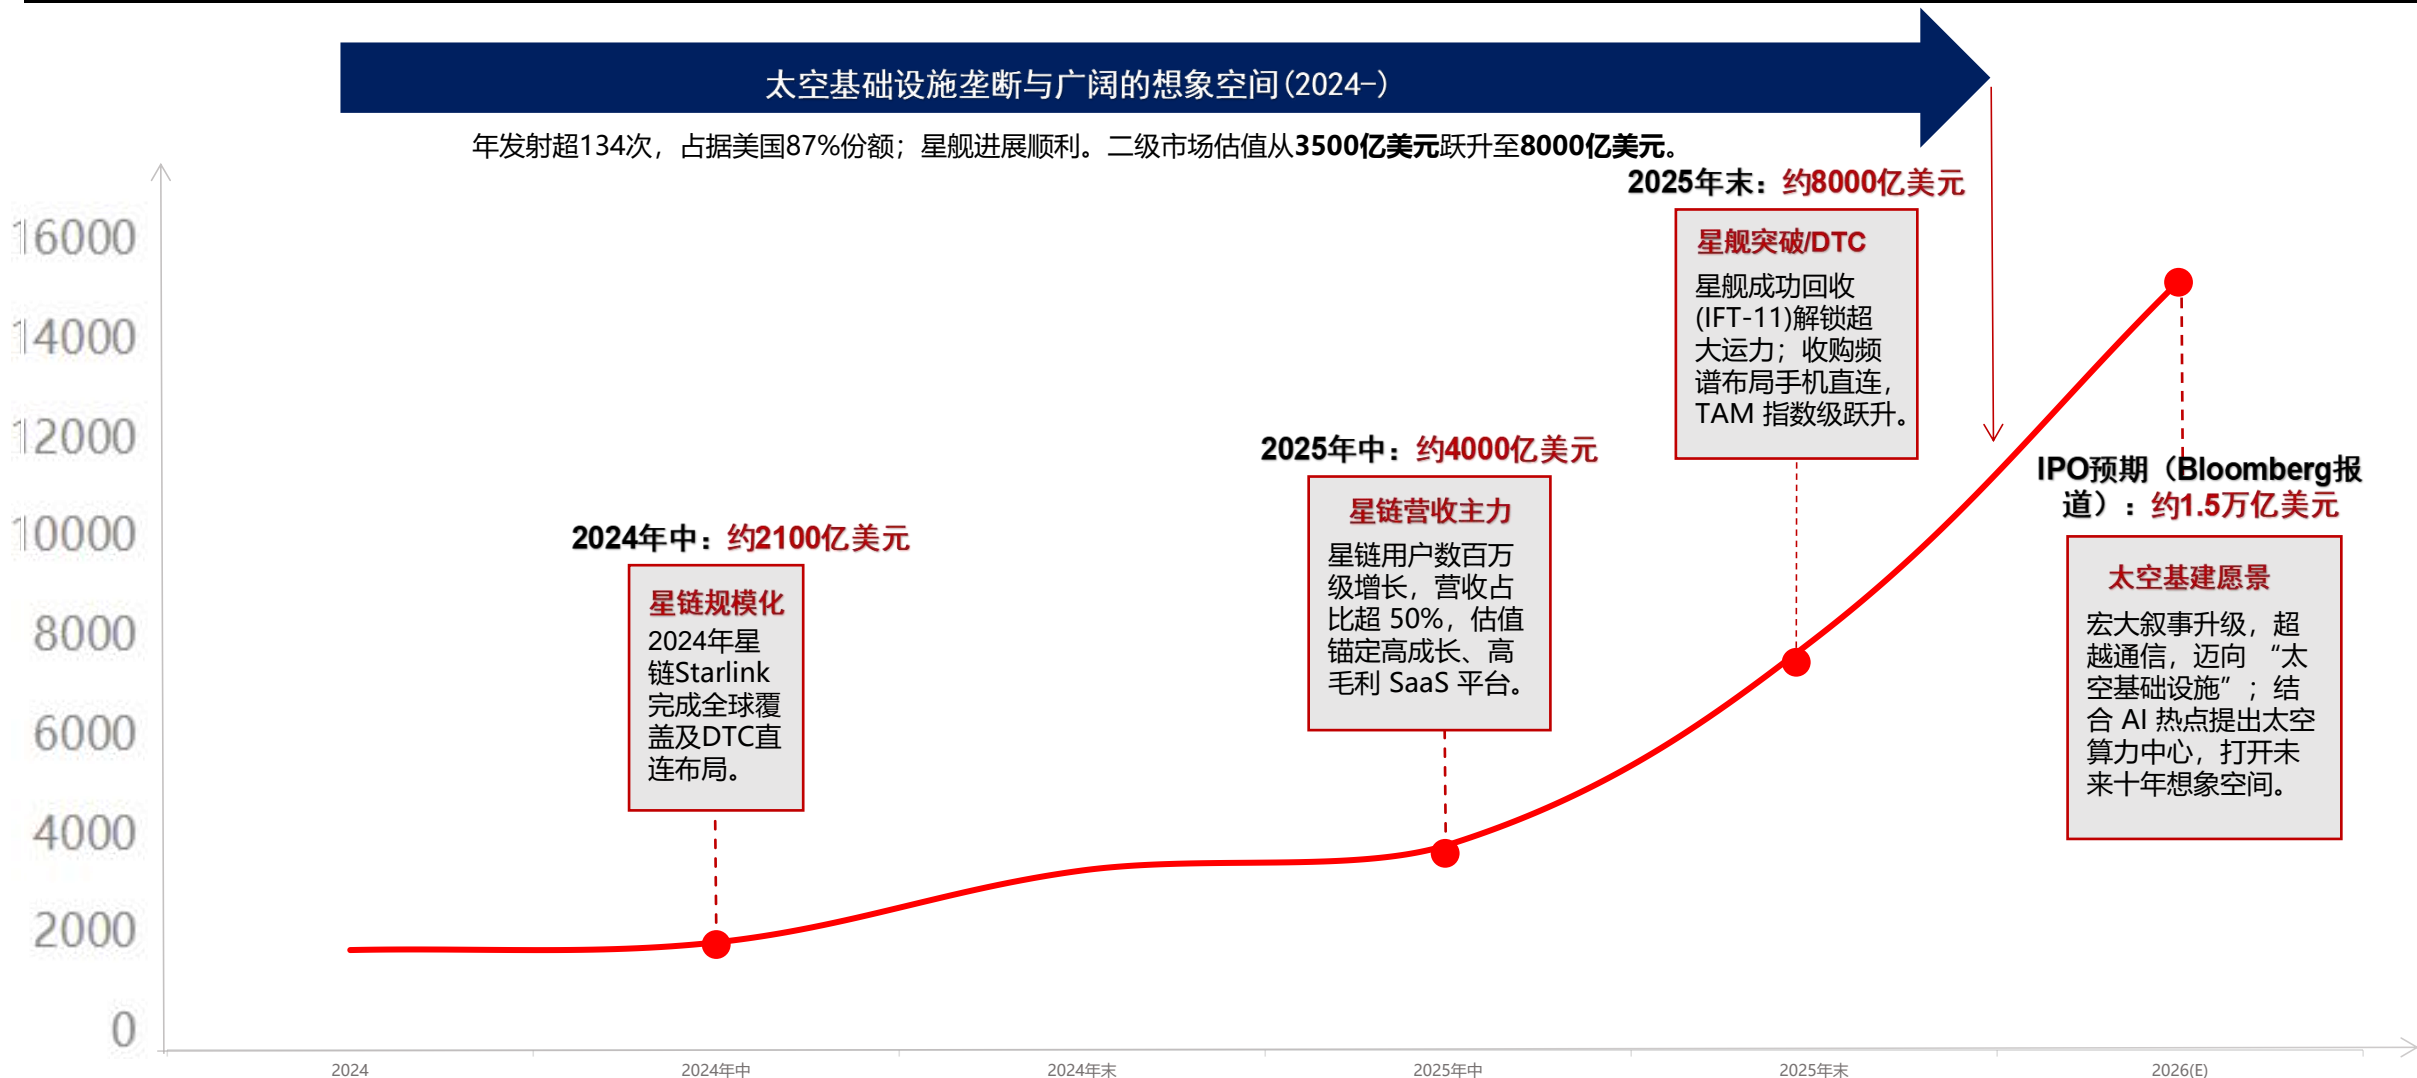 太空基础设施垄断与广阔的想象空间(2024-)
年发射超134次，占据美国87%份额；星舰进展顺利。二级市场估值从3500亿美元跃升至8000亿美元。
16000
14000
12000
10000
8000
6000
4000
2000
0
2024年中：约2100亿美元
星链规模化
2024年星
链Starlink
完成全球覆
盖及DTC直
连布局。
2025年中：约4000亿美元
星链营收主力
星链用户数百万
级增长，营收占
比超 50%，估值
锚定高成长、高
毛利 SaaS 平台。
2025年末：约8000亿美元
星舰突破/DTC
星舰成功回收
(IFT-11)解锁超
大运力；收购频
谱布局手机直连，
TAM 指数级跃升。
IPO预期（Bloomberg报
道）：约1.5万亿美元
太空基建愿景
宏大叙事升级，超
越通信，迈向 “太
空基础设施”；结
合 AI 热点提出太空
算力中心，打开未
来十年想象空间。
2024
2024年中
2024年末
2025年中
2025年末
2026(E)